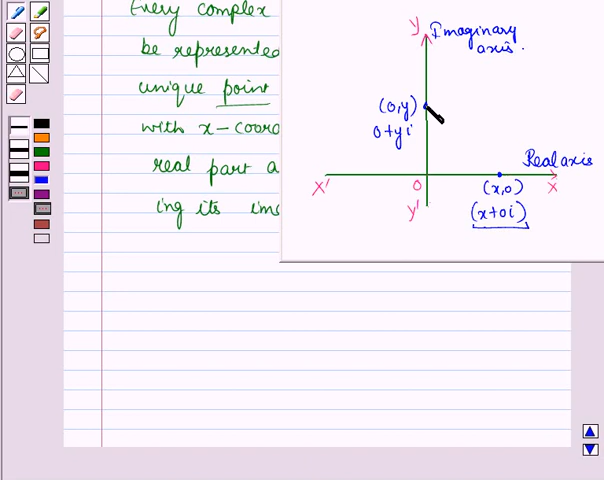 Every complex
be represented
unique point
with x-coord
real part a
ing its ima
y Imaginary
axis.
(0,y)
0+yi
Real axis
X' O (x,0) X
y' (x+0i)